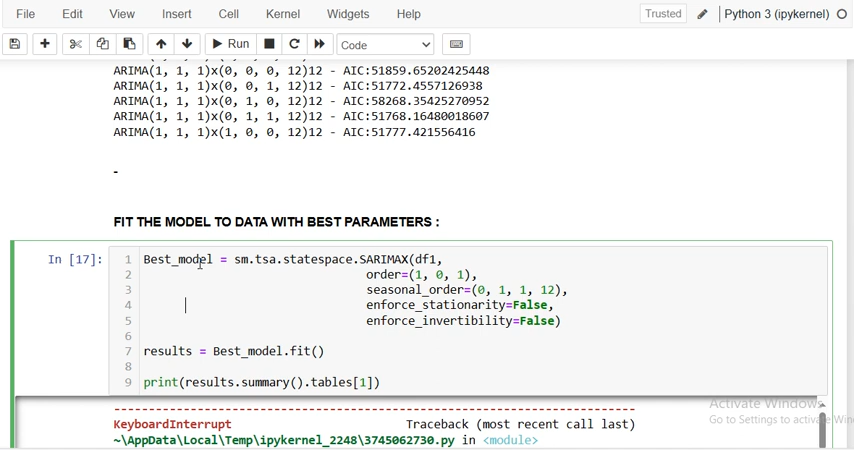 File Edit View Insert Cell Kernel Widgets Help Trusted Python 3 (ipykernel)
Run Code
ARIMA(1, 1, 1)x(0, 0, 0, 12)12 - AIC:51859.65202425448
ARIMA(1, 1, 1)x(0, 0, 1, 12)12 - AIC:51772.4557126938
ARIMA(1, 1, 1)x(0, 1, 0, 12)12 - AIC:58268.35425270952
ARIMA(1, 1, 1)x(0, 1, 1, 12)12 - AIC:51768.16480018607
ARIMA(1, 1, 1)x(1, 0, 0, 12)12 - AIC:51777.421556416
-
FIT THE MODEL TO DATA WITH BEST PARAMETERS :
In [17]:
1 Best_model = sm.tsa.statespace.SARIMAX(df1,
2 order=(1, 0, 1),
3 seasonal_order=(0, 1, 1, 12),
4 enforce_stationarity=False,
5 enforce_invertibility=False)
6
7 results = Best_model.fit()
8
9 print(results.summary().tables[1])
Activate Windows
---------------------------------------------------------------------------
KeyboardInterrupt Traceback (most recent call last)
Go to Settings to activate Win
~\AppData\Local\Temp\ipykernel_2248\3745062730.py in <module>